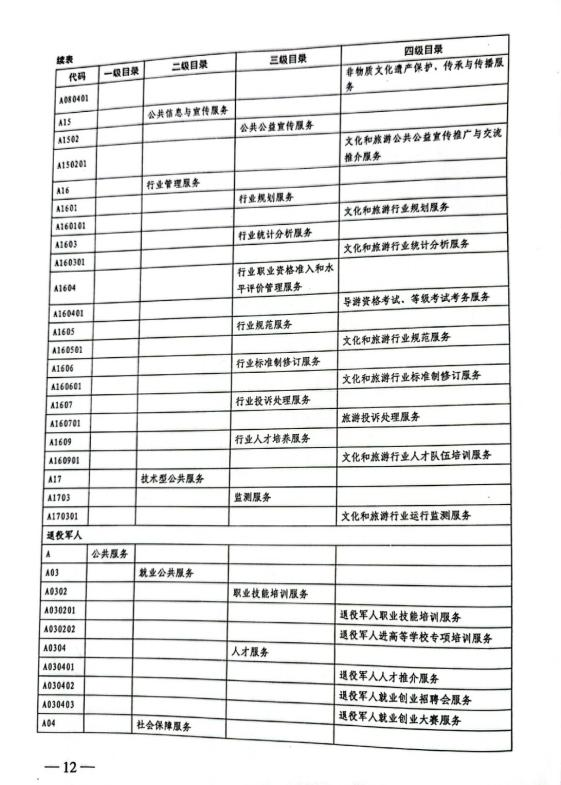 续表
代码 一级目录 二级目录 三级目录 四级目录
A080401 非物质文化遗产保护、传承与传播服
务
A15 公共信息与宣传服务
A1502 公共公益宣传服务
A150201 文化和旅游公共公益宣传推广与交流
推介服务
A16 行业管理服务
A1601 行业规划服务
A160101 文化和旅游行业规划服务
A1603 行业统计分析服务
A160301 文化和旅游行业统计分析服务
A1604 行业职业资格准入和水
平评价管理服务
A160401 导游资格考试、等级考试考务服务
A1605 行业规范服务
A160501 文化和旅游行业规范服务
A1606 行业标准制修订服务
A160601 文化和旅游行业标准制修订服务
A1607 行业投诉处理服务
A160701 旅游投诉处理服务
A1609 行业人才培养服务
A160901 文化和旅游行业人才队伍培训服务
A17 技术型公共服务
A1703 监测服务
A170301 文化和旅游行业运行监测服务
退役军人
A 公共服务
A03 就业公共服务
A0302 职业技能培训服务
A030201 退役军人职业技能培训服务
A030202 退役军人进高等学校专项培训服务
A0304 人才服务
A030401 退役军人人才推介服务
A030402 退役军人就业创业招聘会服务
A030403 退役军人就业创业大赛服务
A04 社会保障服务
—12—